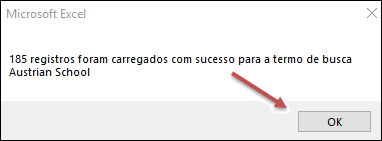 Microsoft Excel
185 registros foram carregados com sucesso para a termo de busca
Austrian School
OK